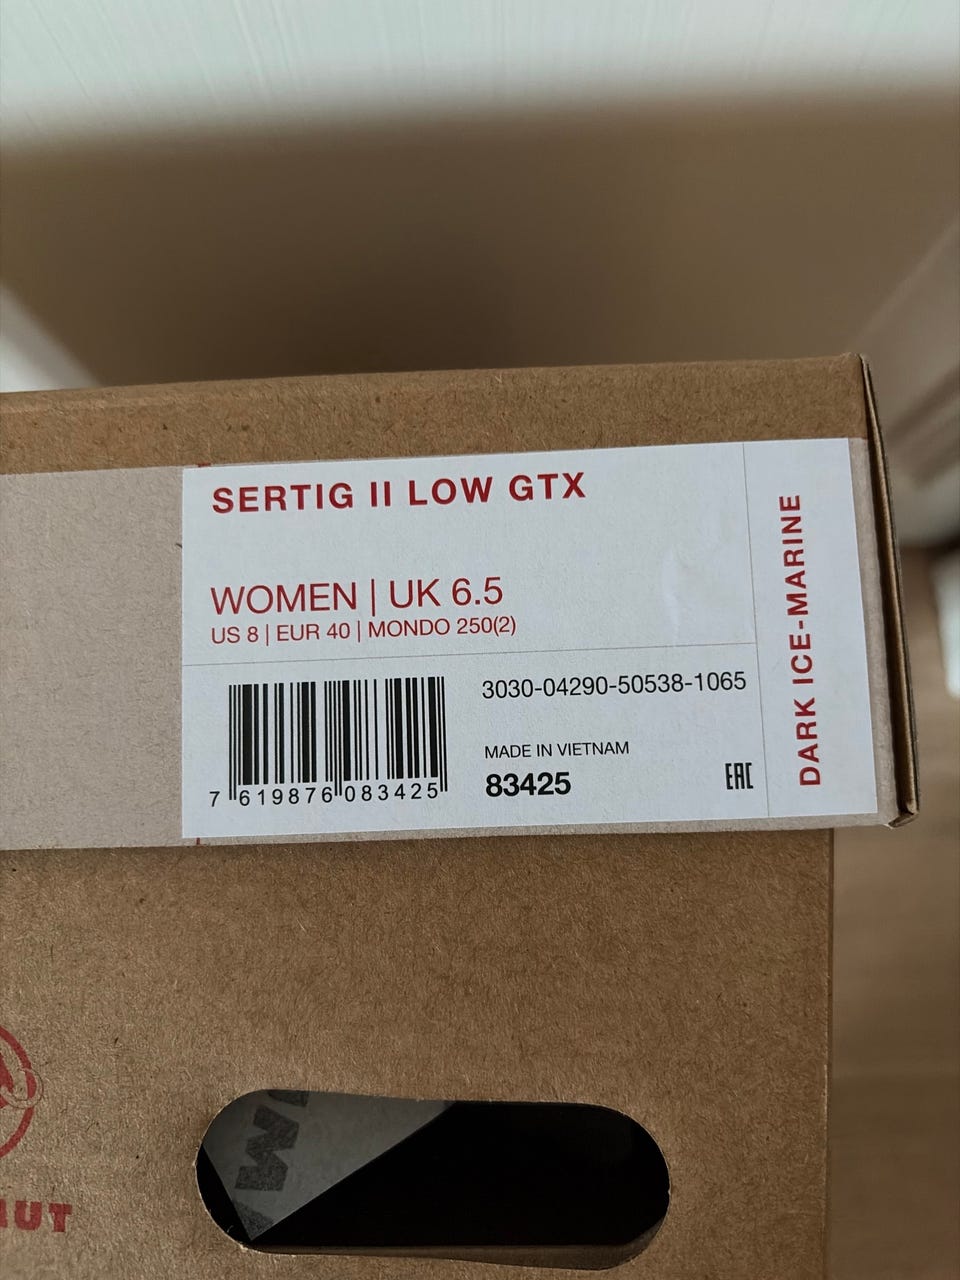 SERTIG II LOW GTX
WOMEN | UK 6.5
US 8 | EUR 40 | MONDO 250(2)
3030-04290-50538-1065
MADE IN VIETNAM
83425
EAC
7 619876 083425
DARK ICE-MARINE